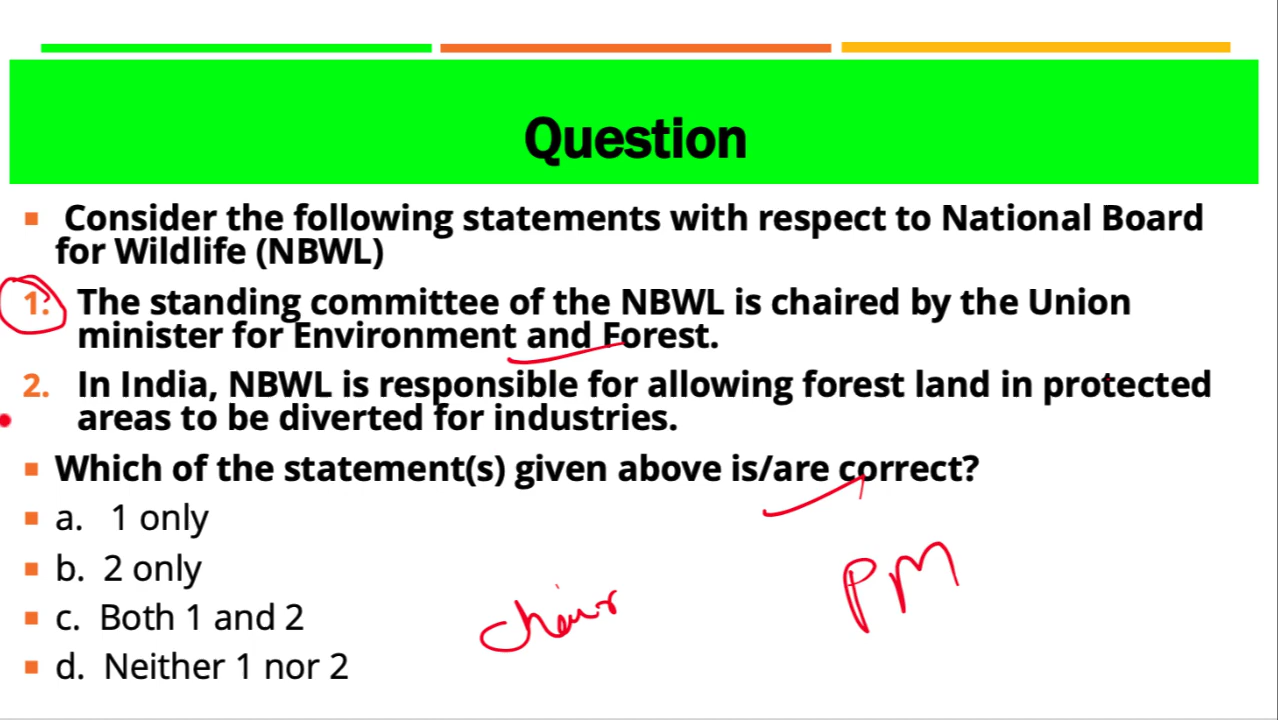 Question
Consider the following statements with respect to National Board
for Wildlife (NBWL)
1. The standing committee of the NBWL is chaired by the Union
minister for Environment and Forest.
2. In India, NBWL is responsible for allowing forest land in protected
areas to be diverted for industries.
Which of the statement(s) given above is/are correct?
a. 1 only
b. 2 only
c. Both 1 and 2
d. Neither 1 nor 2
chair
PM